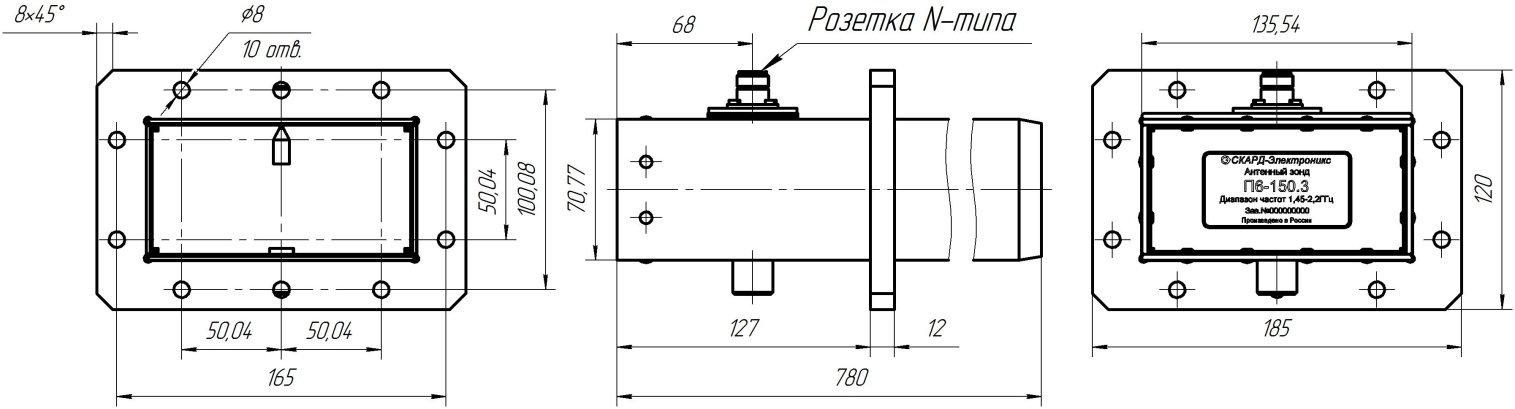 8×45°
⌀8
10 отв.
50,04
100,08
50,04
50,04
165
68
Розетка N-типа
70,77
127
12
780
135,54
СКАРД-Электроникс
Антенный зонд
П6-150.3
Диапазон частот 1,45-2,2ГГц
Зав.№000000000
Произведено в России
120
185